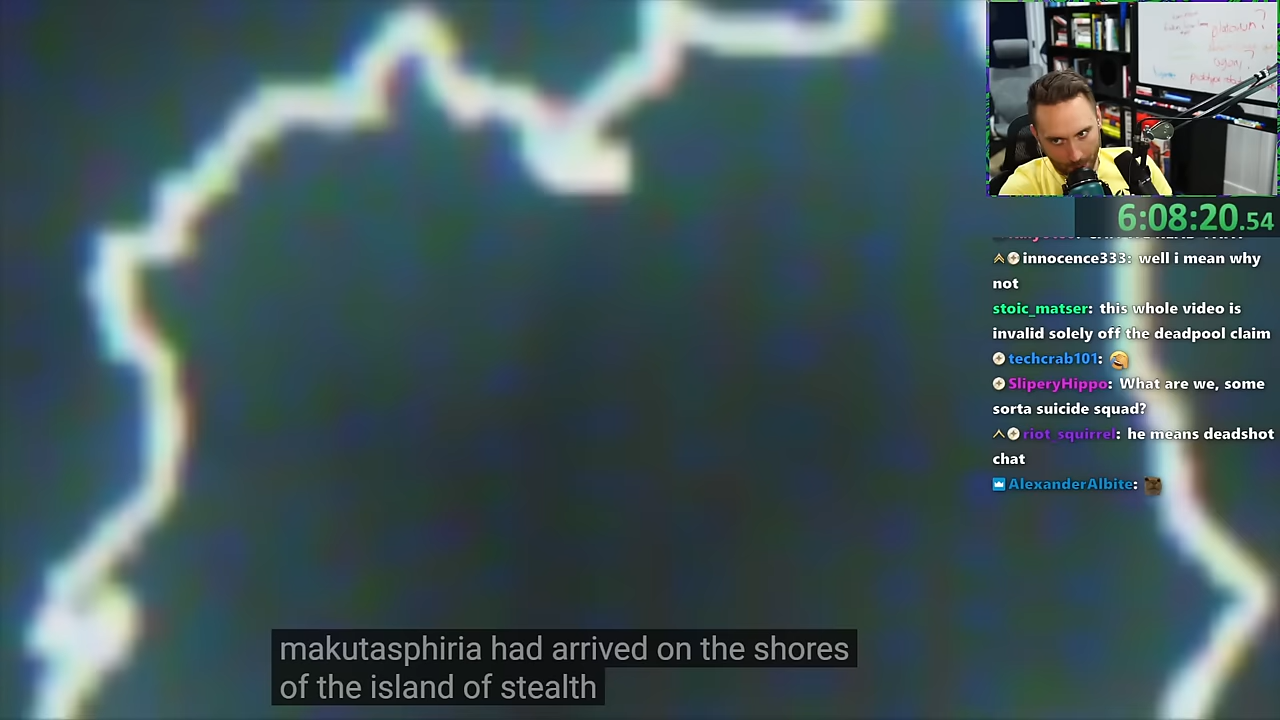 platown?
6:08:20.54
innocence333: well i mean why
not
stoic_matser: this whole video is
invalid solely off the deadpool claim
techcrab101:
SliperyHippo: What are we, some
sorta suicide squad?
riot_squirrel: he means deadshot
chat
AlexanderAlbite:
makutasphiria had arrived on the shores
of the island of stealth